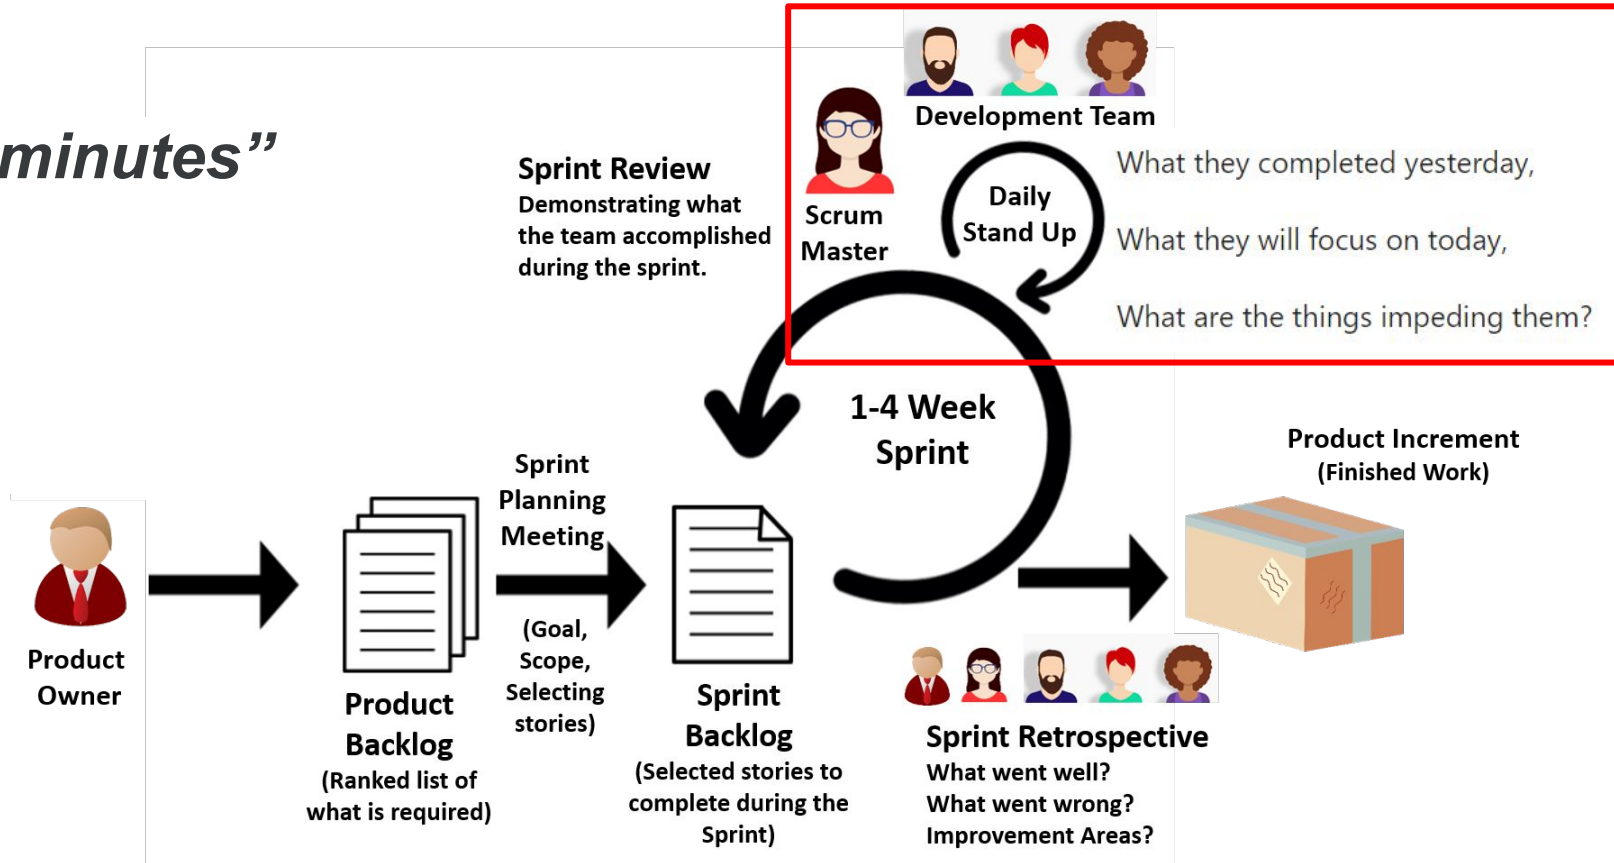 minutes”
Development Team
Scrum
Master
Daily
Stand Up
What they completed yesterday,
What they will focus on today,
What are the things impeding them?
Sprint Review
Demonstrating what
the team accomplished
during the sprint.
1-4 Week
Sprint
Product
Owner
Product
Backlog
(Ranked list of
what is required)
Sprint
Planning
Meeting
(Goal,
Scope,
Selecting
stories)
Sprint
Backlog
(Selected stories to
complete during the
Sprint)
Product Increment
(Finished Work)
Sprint Retrospective
What went well?
What went wrong?
Improvement Areas?